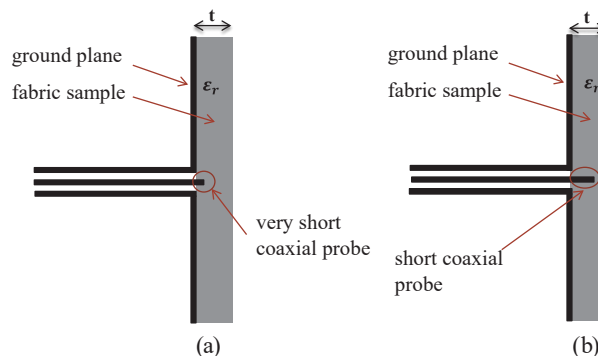 t
ground plane
fabric sample
εr
very short
coaxial probe
(a)
t
ground plane
fabric sample
εr
short coaxial
probe
(b)